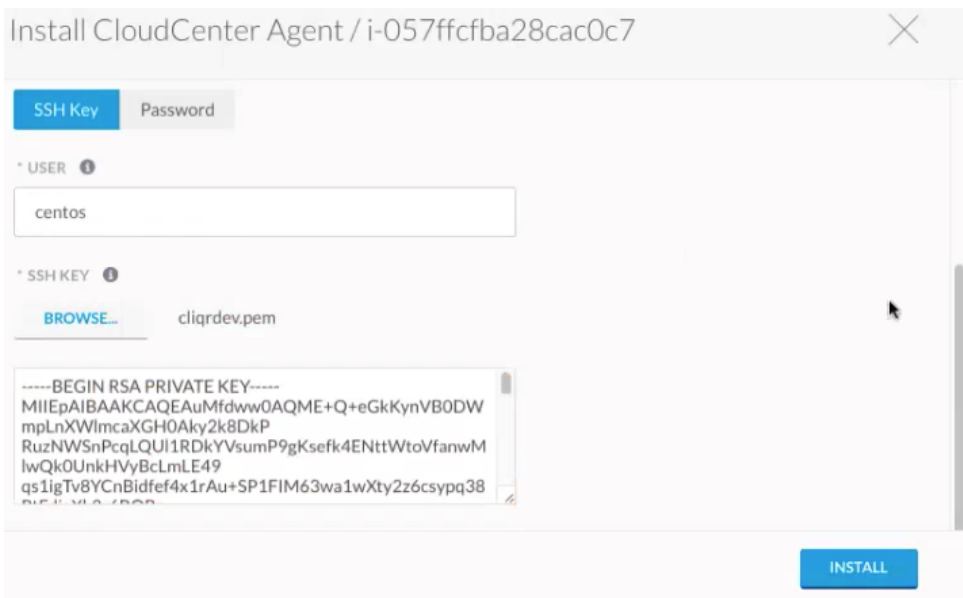 Install CloudCenter Agent / i-057ffcfba28cac0c7
SSH Key Password
* USER
centos
* SSH KEY
BROWSE... cliqrdev.pem
-----BEGIN RSA PRIVATE KEY-----
MIIEpAIBAAKCAQEAuMfdww0AQME+Q+eGkKynVB0DW
mpLnXWlmcaXGH0Aky2k8DkP
RuzNWSnPcqLQUl1RDkYVsumP9gKsefk4ENttWtoVfanwM
lwQk0UnkHVyBcLmLE49
qs1igTv8YCnBidfef4x1rAu+SP1FIM63wa1wXty2z6csypq38
INSTALL